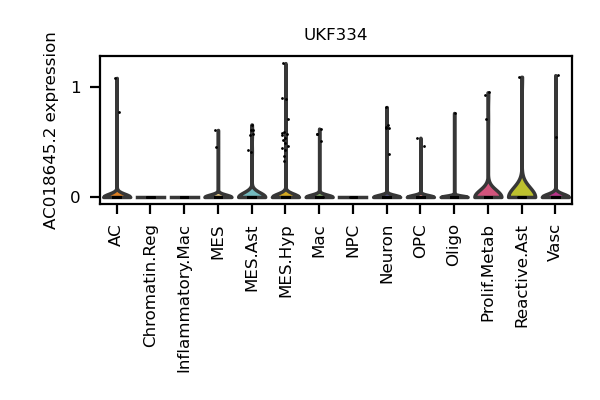 UKF334
AC018645.2 expression
1
0
AC
Chromatin.Reg
Inflammatory.Mac
MES
MES.Ast
MES.Hyp
Mac
NPC
Neuron
OPC
Oligo
Prolif.Metab
Reactive.Ast
Vasc